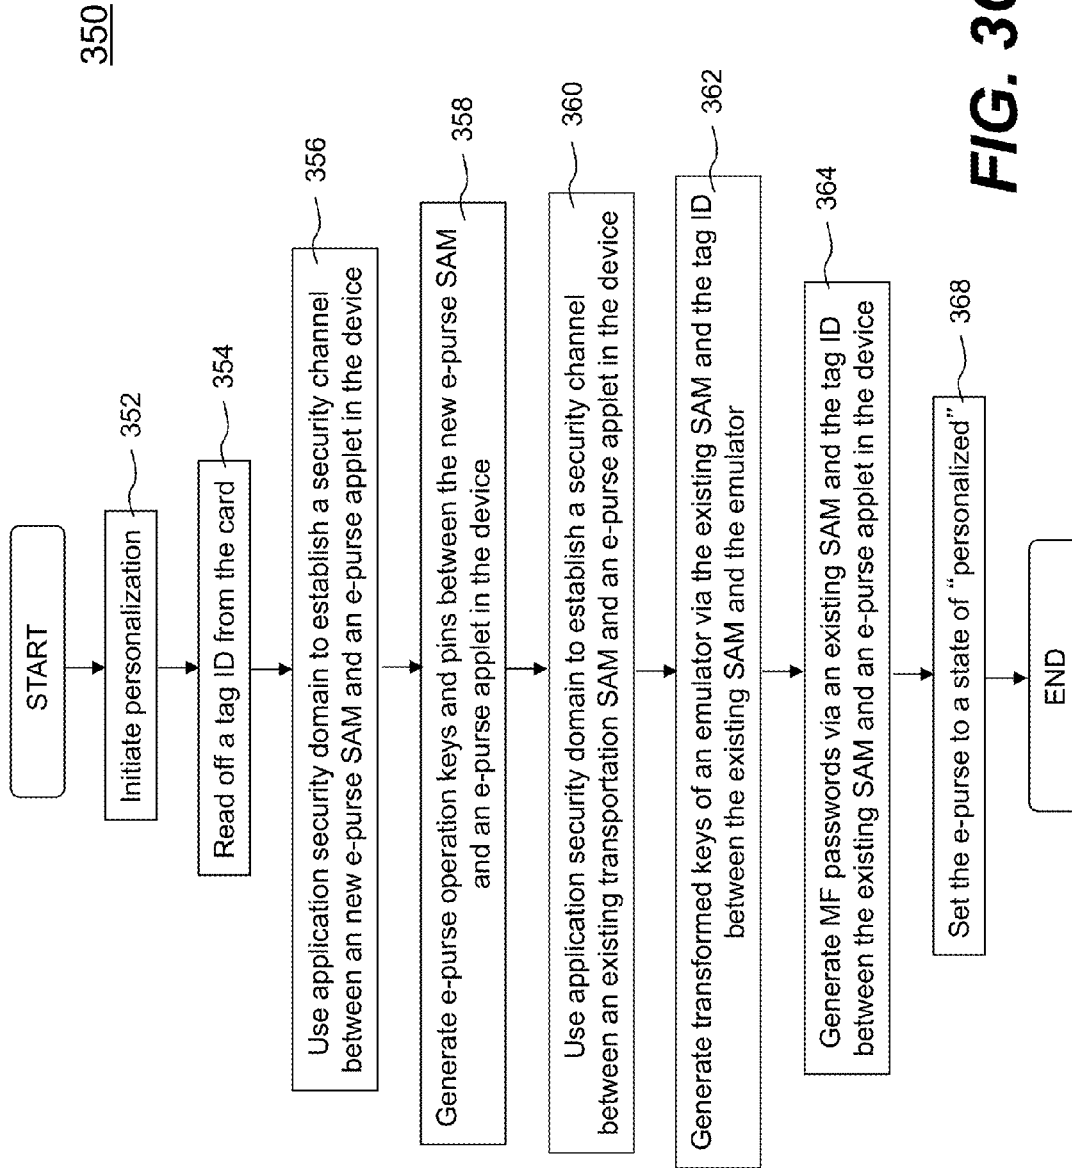 350
START
Initiate personalization
352
Read off a tag ID from the card
354
Use application security domain to establish a security channel
between an new e-purse SAM and an e-purse applet in the device
356
Generate e-purse operation keys and pins between the new e-purse SAM
and an e-purse applet in the device
358
Use application security domain to establish a security channel
between an existing transportation SAM and an e-purse applet in the device
360
Generate transformed keys of an emulator via the existing SAM and the tag ID
between the existing SAM and the emulator
362
Generate MF passwords via an existing SAM and the tag ID
between the existing SAM and an e-purse applet in the device
364
Set the e-purse to a state of “personalized”
368
END
FIG.